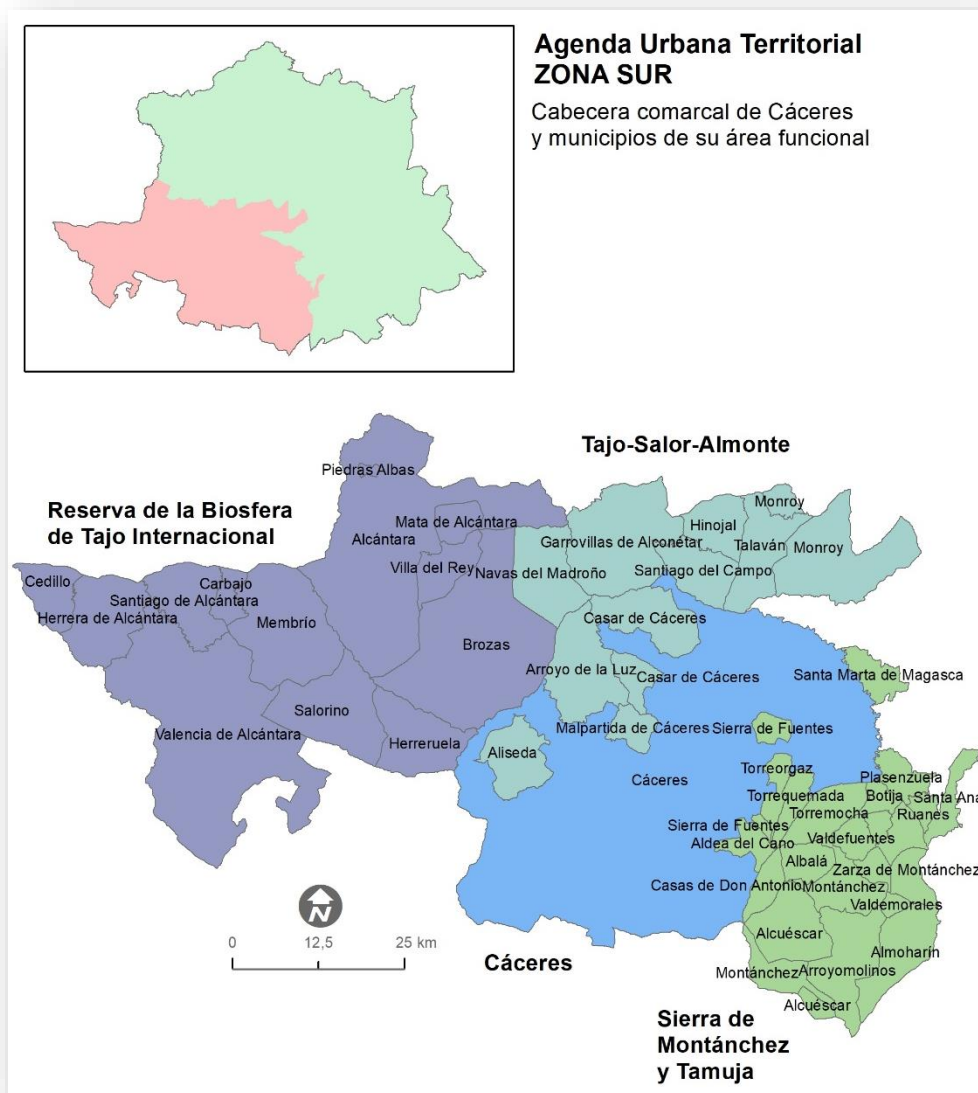 Agenda Urbana Territorial
ZONA SUR
Cabecera comarcal de Cáceres
y municipios de su área funcional
Tajo-Salor-Almonte
Reserva de la Biosfera
de Tajo Internacional
Piedras Albas
Mata de Alcántara
Alcántara
Villa del Rey
Navas del Madroño
Garrovillas de Alconétar
Hinojal
Monroy
Talaván
Monroy
Santiago del Campo
Cedillo
Carbajo
Santiago de Alcántara
Herrera de Alcántara
Membrío
Brozas
Casar de Cáceres
Arroyo de la Luz
Casar de Cáceres
Santa Marta de Magasca
Salorino
Valencia de Alcántara
Herreruela
Aliseda
Malpartida de Cáceres
Sierra de Fuentes
Cáceres
Torreorgaz
Plasenzuela
Torrequemada
Botija
Santa Ana
Torremocha
Ruanes
Sierra de Fuentes
Valdefuentes
Aldea del Cano
Albalá
Zarza de Montánchez
Casas de Don Antonio
Montánchez
Valdemorales
Alcuéscar
Almoharín
Montánchez
Arroyomolinos
Alcuéscar
N
0 12,5 25 km
Cáceres
Sierra de
Montánchez
y Tamuja